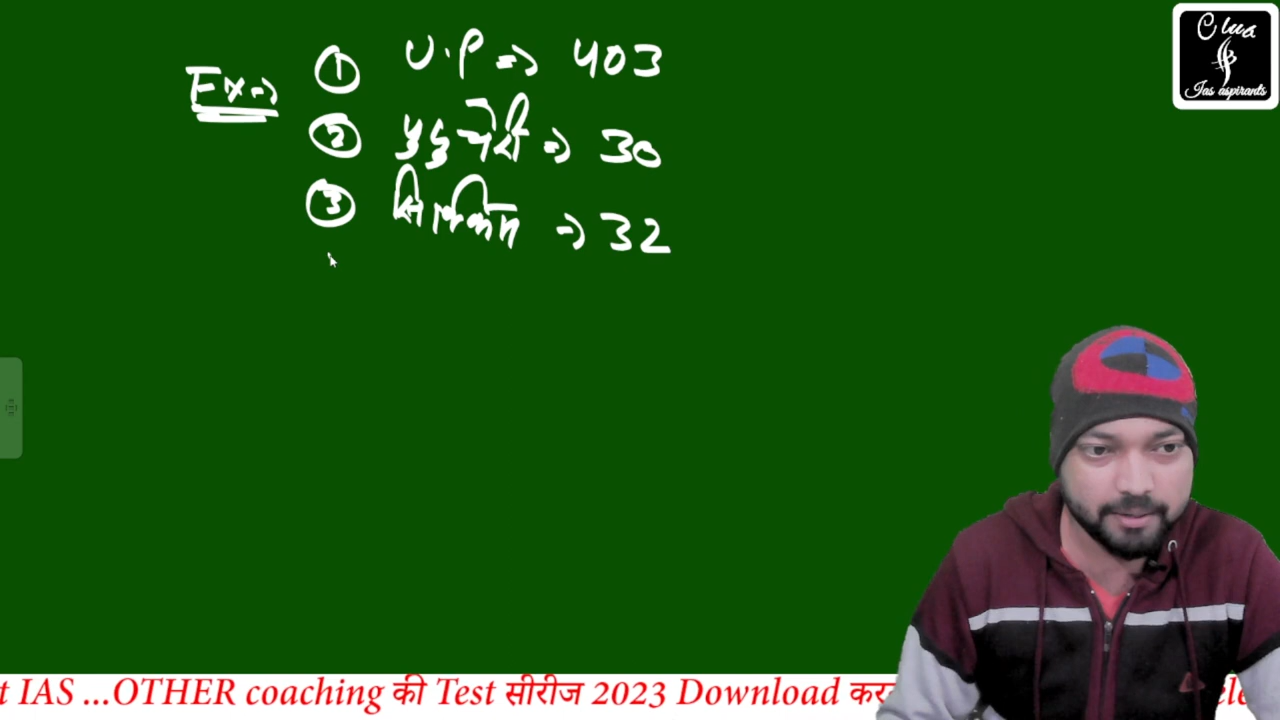 Ex⇒ ① U.P ⇒ 403
② पुदुचेरी ⇒ 30
③ सिक्किम ⇒ 32
Clue
Ias aspirants
t IAS ...OTHER coaching की Test सीरीज 2023 Download कर